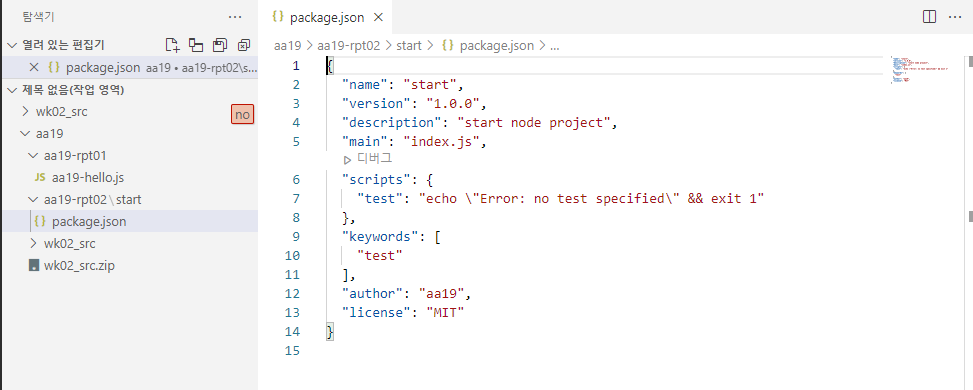 탐색기
···
열려 있는 편집기
package.json aa19 • aa19-rpt02\s...
제목 없음(작업 영역)
wk02_src
no
aa19
aa19-rpt01
JS aa19-hello.js
aa19-rpt02\start
{} package.json
wk02_src
wk02_src.zip
{} package.json ×
aa19 > aa19-rpt02 > start > {} package.json > ...
1 {
2 "name": "start",
3 "version": "1.0.0",
4 "description": "start node project",
5 "main": "index.js",
디버그
6 "scripts": {
7 "test": "echo \"Error: no test specified\" && exit 1"
8 },
9 "keywords": [
10 "test"
11 ],
12 "author": "aa19",
13 "license": "MIT"
14 }
15